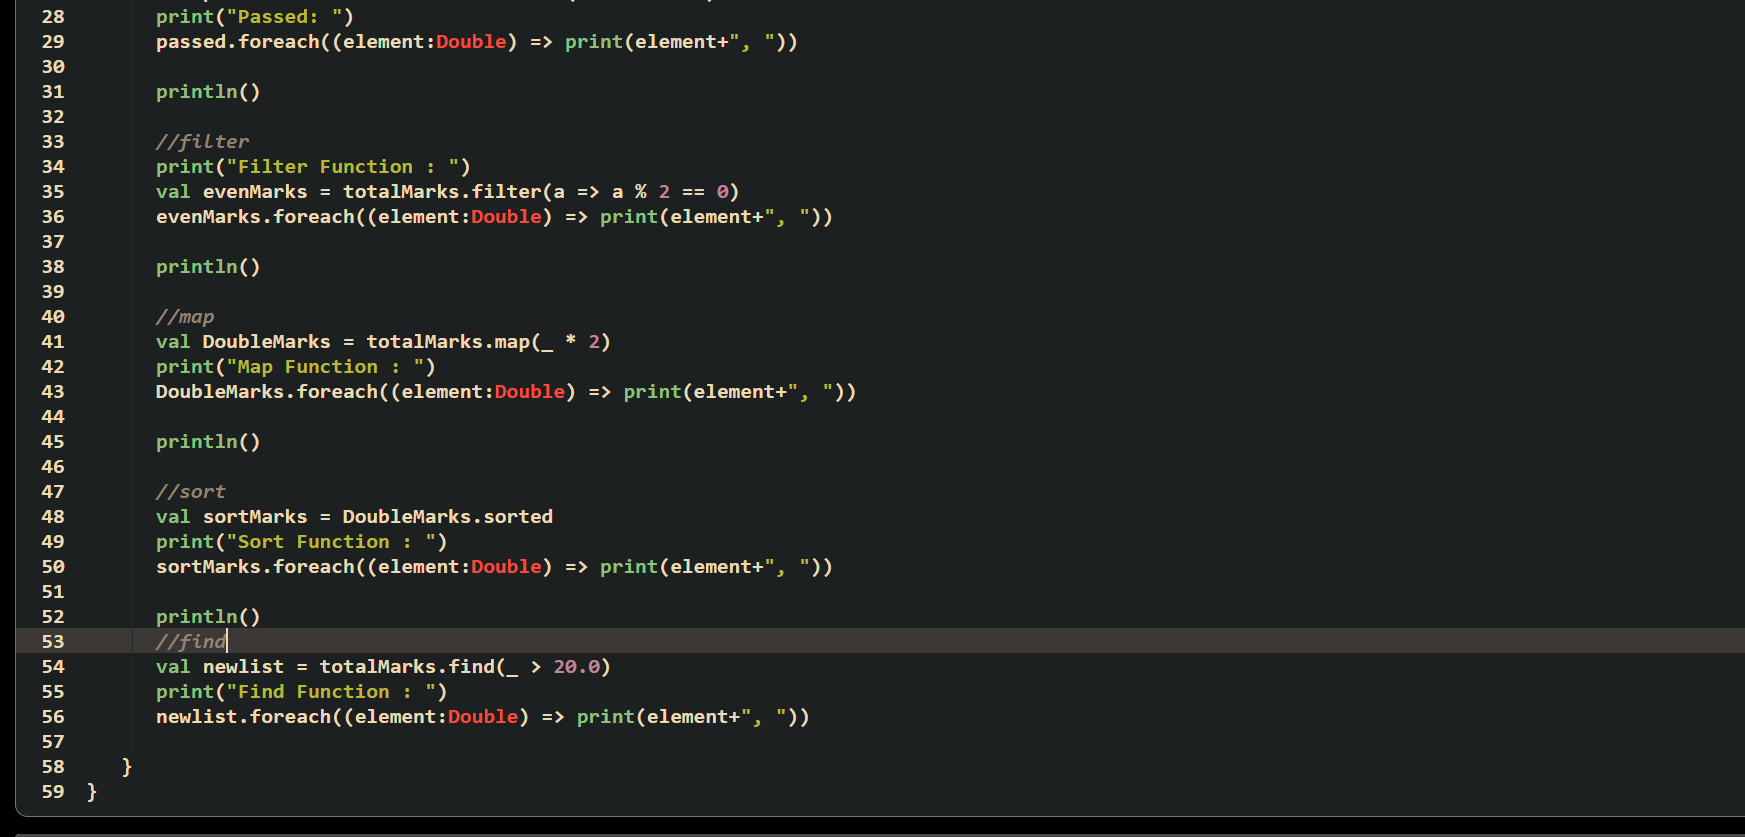 28 print("Passed: ")
29 passed.foreach((element:Double) => print(element+", "))
30
31 println()
32
33 //filter
34 print("Filter Function : ")
35 val evenMarks = totalMarks.filter(a => a % 2 == 0)
36 evenMarks.foreach((element:Double) => print(element+", "))
37
38 println()
39
40 //map
41 val DoubleMarks = totalMarks.map(_ * 2)
42 print("Map Function : ")
43 DoubleMarks.foreach((element:Double) => print(element+", "))
44
45 println()
46
47 //sort
48 val sortMarks = DoubleMarks.sorted
49 print("Sort Function : ")
50 sortMarks.foreach((element:Double) => print(element+", "))
51
52 println()
53 //find
54 val newlist = totalMarks.find(_ > 20.0)
55 print("Find Function : ")
56 newlist.foreach((element:Double) => print(element+", "))
57
58 }
59 }